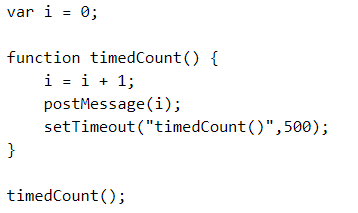 var i = 0;

function timedCount() {
    i = i + 1;
    postMessage(i);
    setTimeout("timedCount()",500);
}

timedCount();